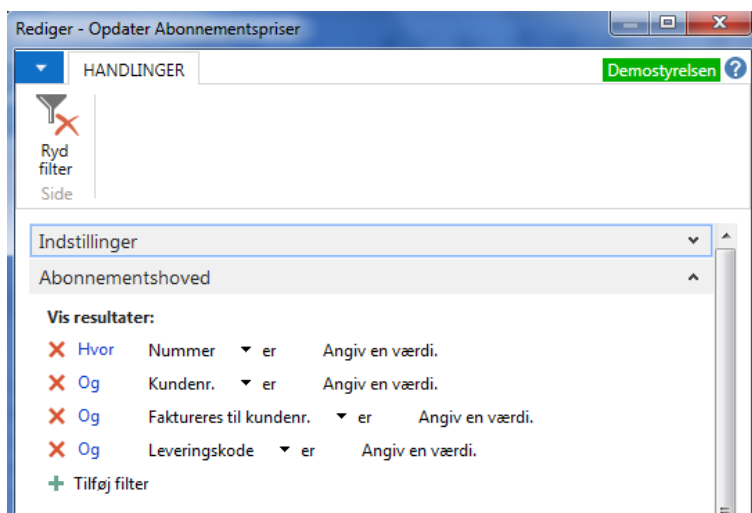 Rediger - Opdater Abonnementspriser
HANDLINGER
Demostyrelsen ?
Ryd
filter
Side
Indstillinger
Abonnementshoved
Vis resultater:
Hvor Nummer er Angiv en værdi.
Og Kundenr. er Angiv en værdi.
Og Faktureres til kundenr. er Angiv en værdi.
Og Leveringskode er Angiv en værdi.
Tilføj filter